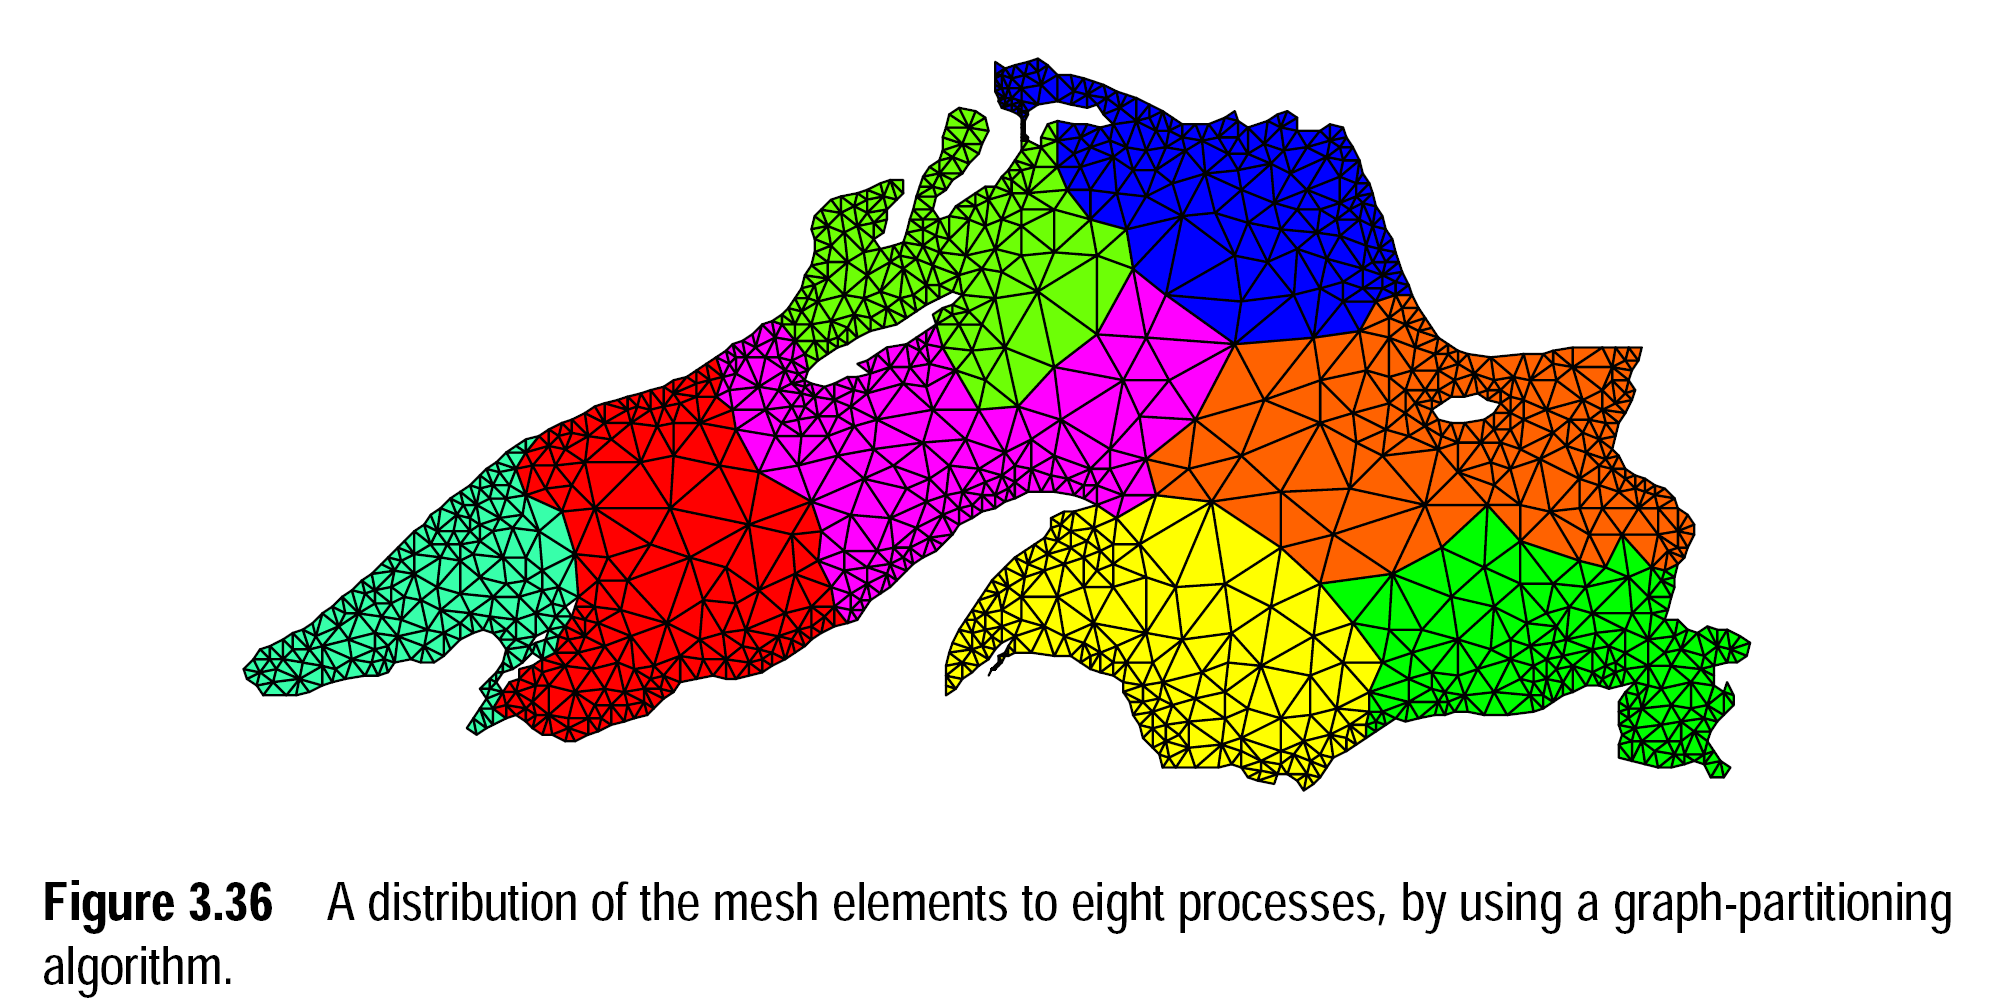 Figure 3.36 A distribution of the mesh elements to eight processes, by using a graph-partitioning
algorithm.